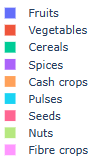 Fruits
Vegetables
Cereals
Spices
Cash crops
Pulses
Seeds
Nuts
Fibre crops